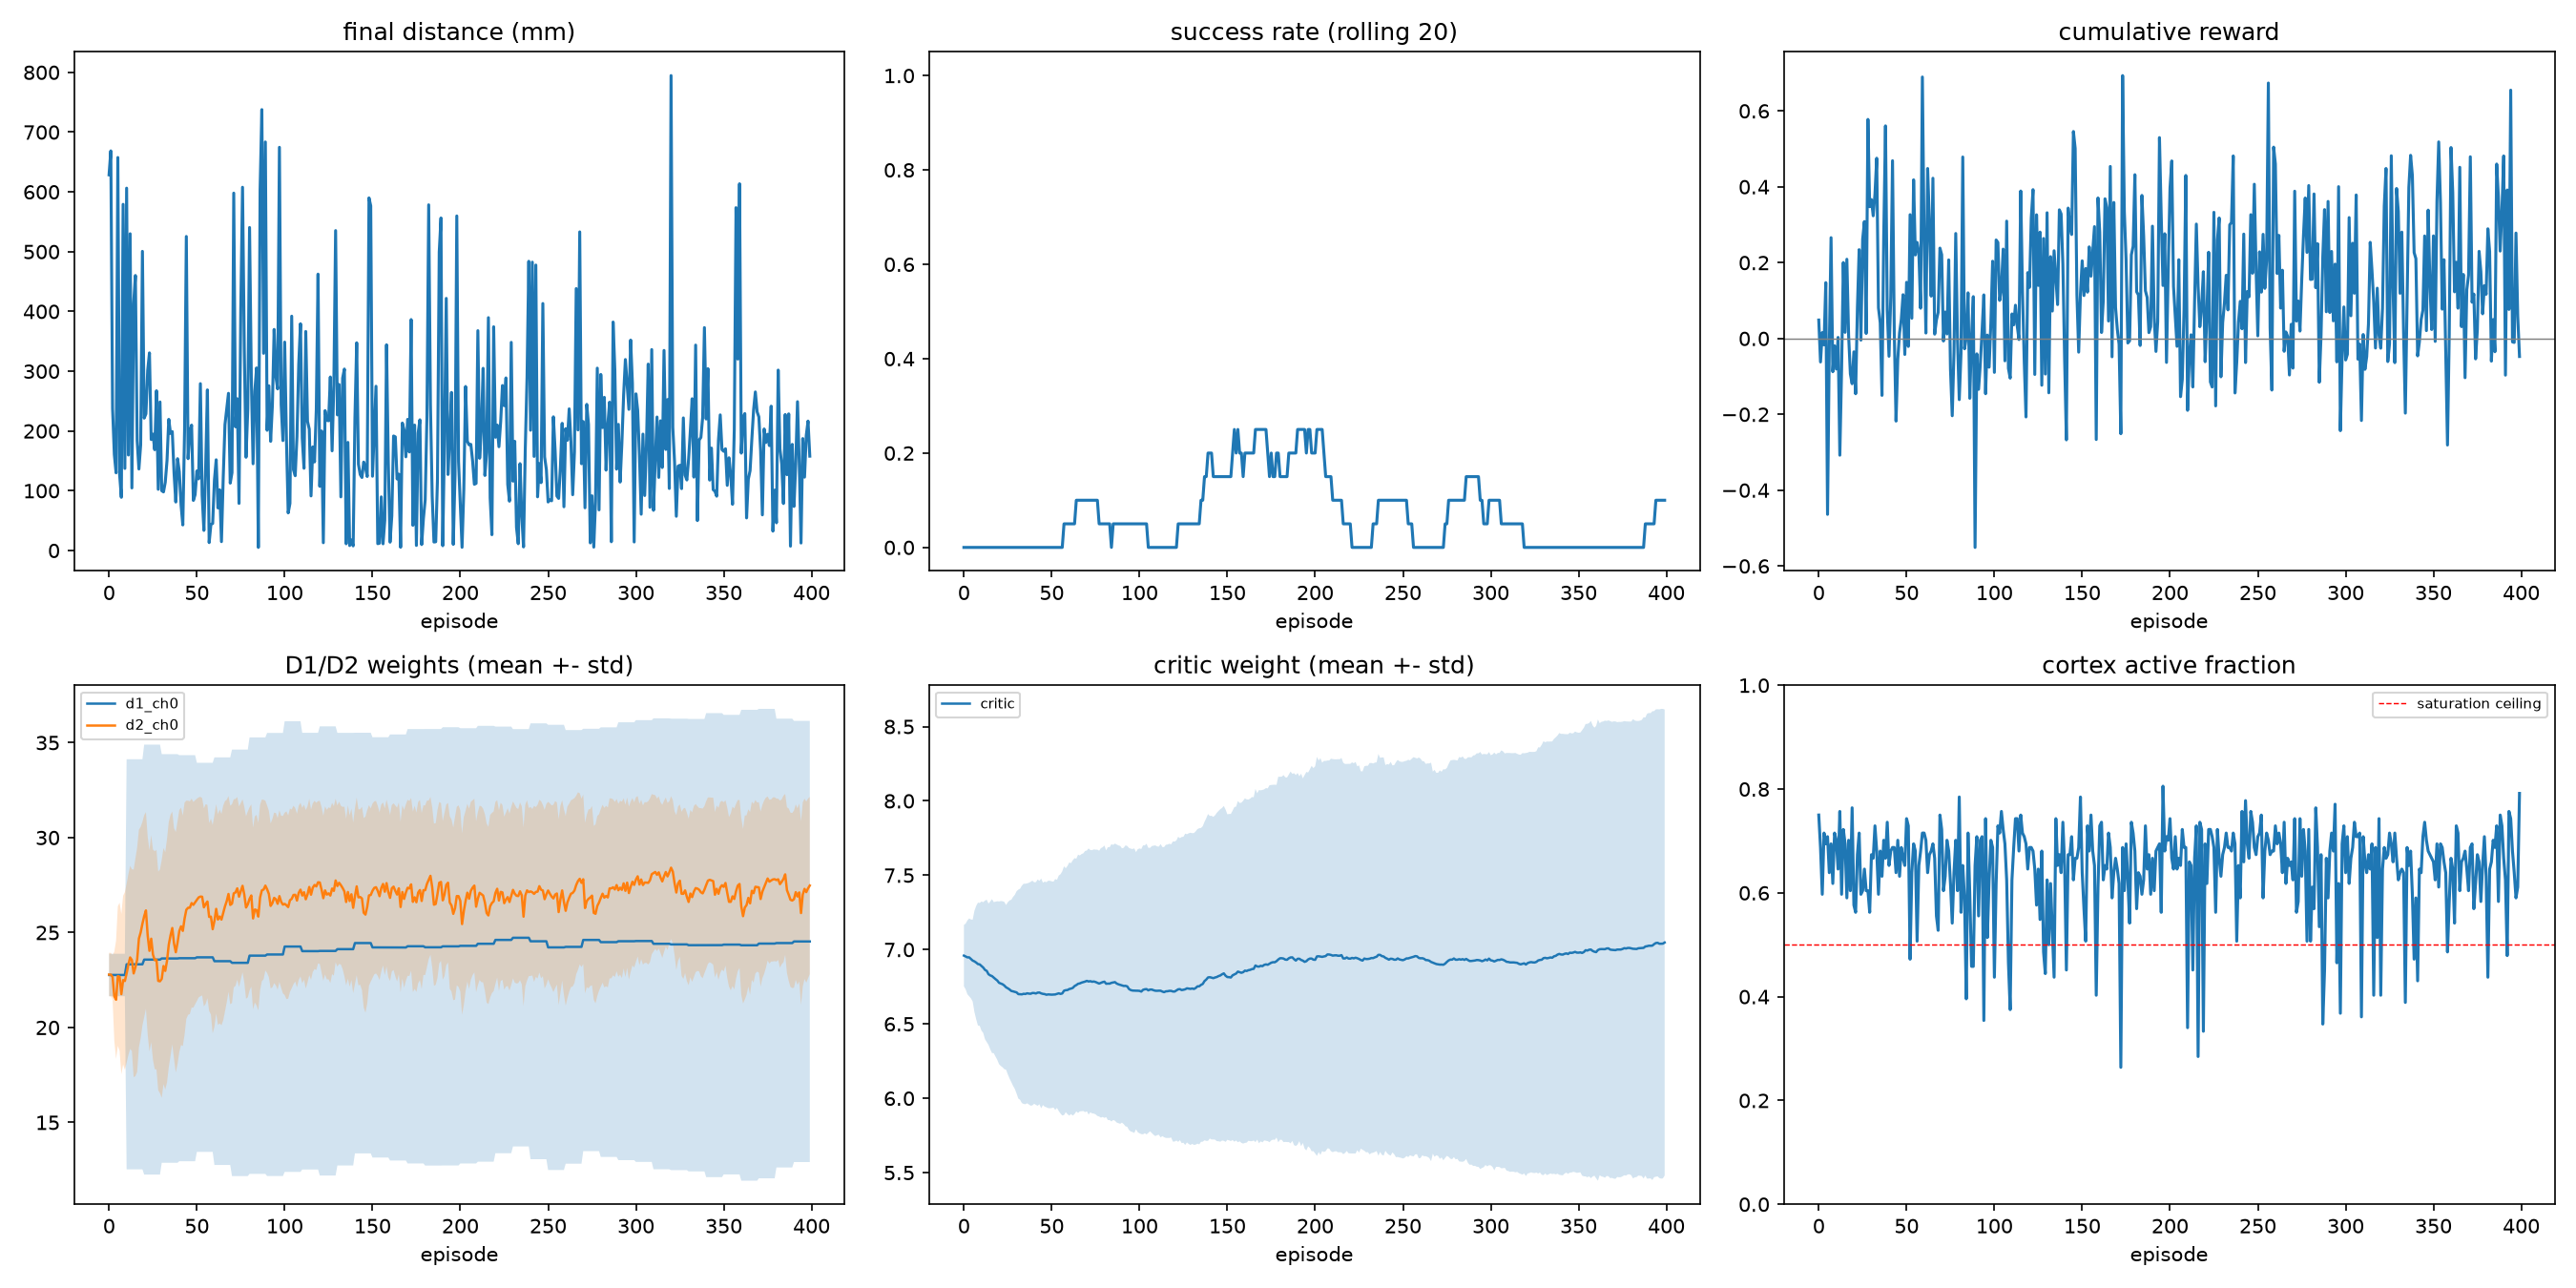 final distance (mm)
800
700
600
500
400
300
200
100
0
0 50 100 150 200 250 300 350 400
episode
success rate (rolling 20)
1.0
0.8
0.6
0.4
0.2
0.0
0 50 100 150 200 250 300 350 400
episode
cumulative reward
0.6
0.4
0.2
0.0
−0.2
−0.4
−0.6
0 50 100 150 200 250 300 350 400
episode
D1/D2 weights (mean +- std)
d1_ch0
d2_ch0
35
30
25
20
15
0 50 100 150 200 250 300 350 400
episode
critic weight (mean +- std)
critic
8.5
8.0
7.5
7.0
6.5
6.0
5.5
0 50 100 150 200 250 300 350 400
episode
cortex active fraction
saturation ceiling
1.0
0.8
0.6
0.4
0.2
0.0
0 50 100 150 200 250 300 350 400
episode